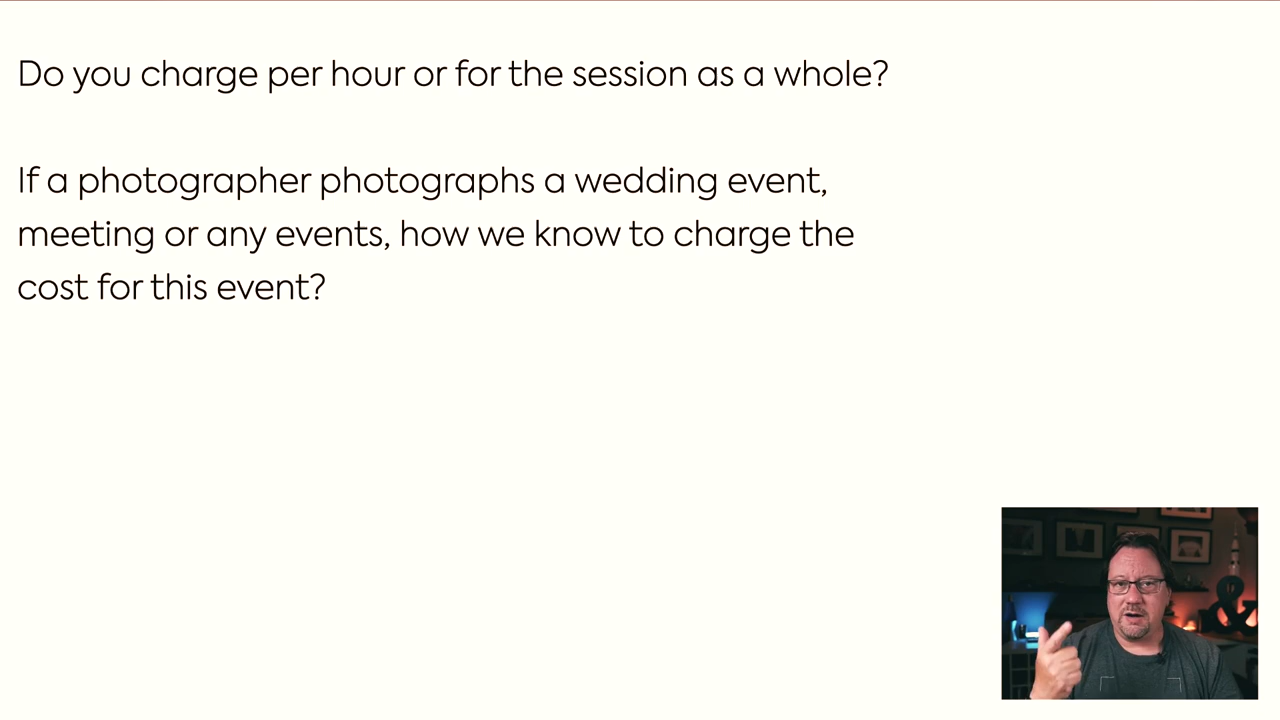 Do you charge per hour or for the session as a whole?
If a photographer photographs a wedding event,
meeting or any events, how we know to charge the
cost for this event?